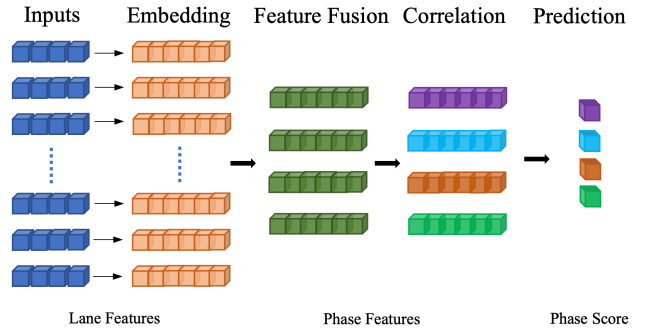 Inputs Embedding Feature Fusion Correlation Prediction
Lane Features Phase Features Phase Score